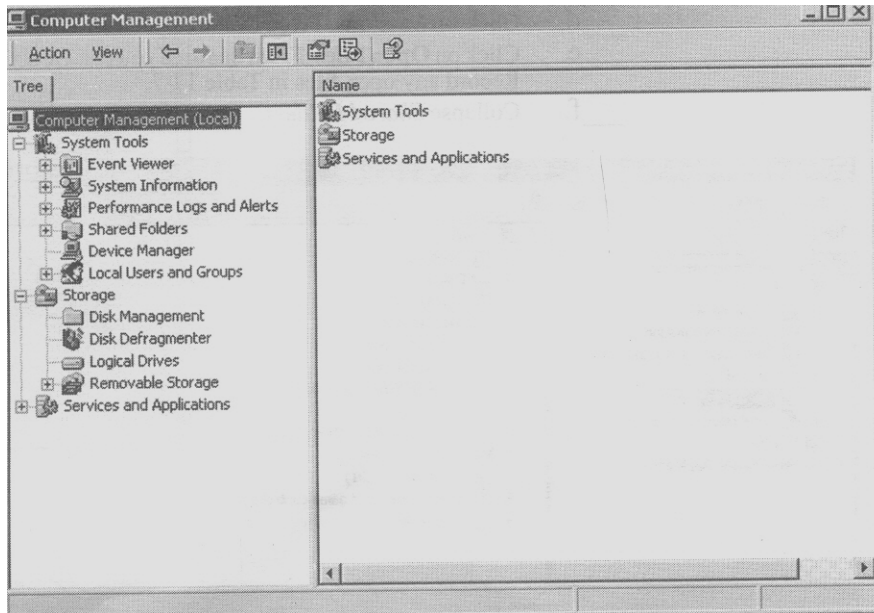 Computer Management
Action View
Tree
Name
Computer Management (Local)
System Tools
Event Viewer
System Information
Performance Logs and Alerts
Shared Folders
Device Manager
Local Users and Groups
Storage
Disk Management
Disk Defragmenter
Logical Drives
Removable Storage
Services and Applications
System Tools
Storage
Services and Applications